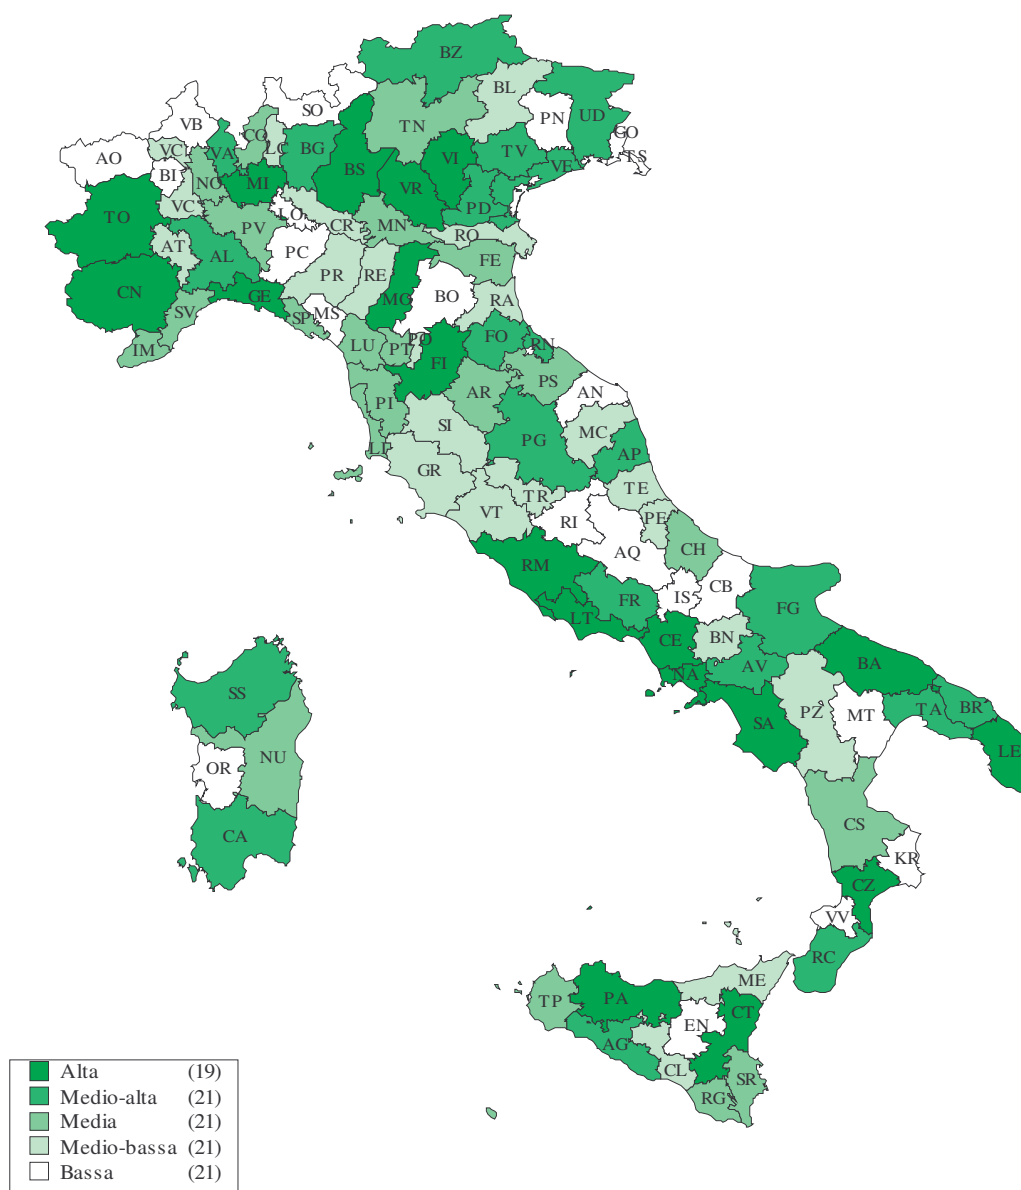 BZ
BL
SO
PN
UD
VB
CO
TN
GO
LC
VC
VA
BG
TV
VE
TS
AO
BI
NO
MI
BS
VI
VR
VC
LO
PD
TO
PV
CR
MN
RO
AT
AL
PC
PR
RE
FE
CN
GE
MO
BO
RA
SV
SP
MS
IM
LU
PT
PO
FI
FO
RN
PS
AR
AN
PI
SI
MC
PG
LI
GR
AP
TR
TE
VT
RI
PE
AQ
CH
RM
CB
IS
FR
LT
FG
CE
BN
NA
AV
BA
SS
SA
PZ
MT
TA
BR
NU
LE
OR
CA
CS
KR
CZ
VV
RC
ME
TP
PA
CT
EN
AG
CL
SR
RG
Alta (19)
Medio-alta (21)
Media (21)
Medio-bassa (21)
Bassa (21)